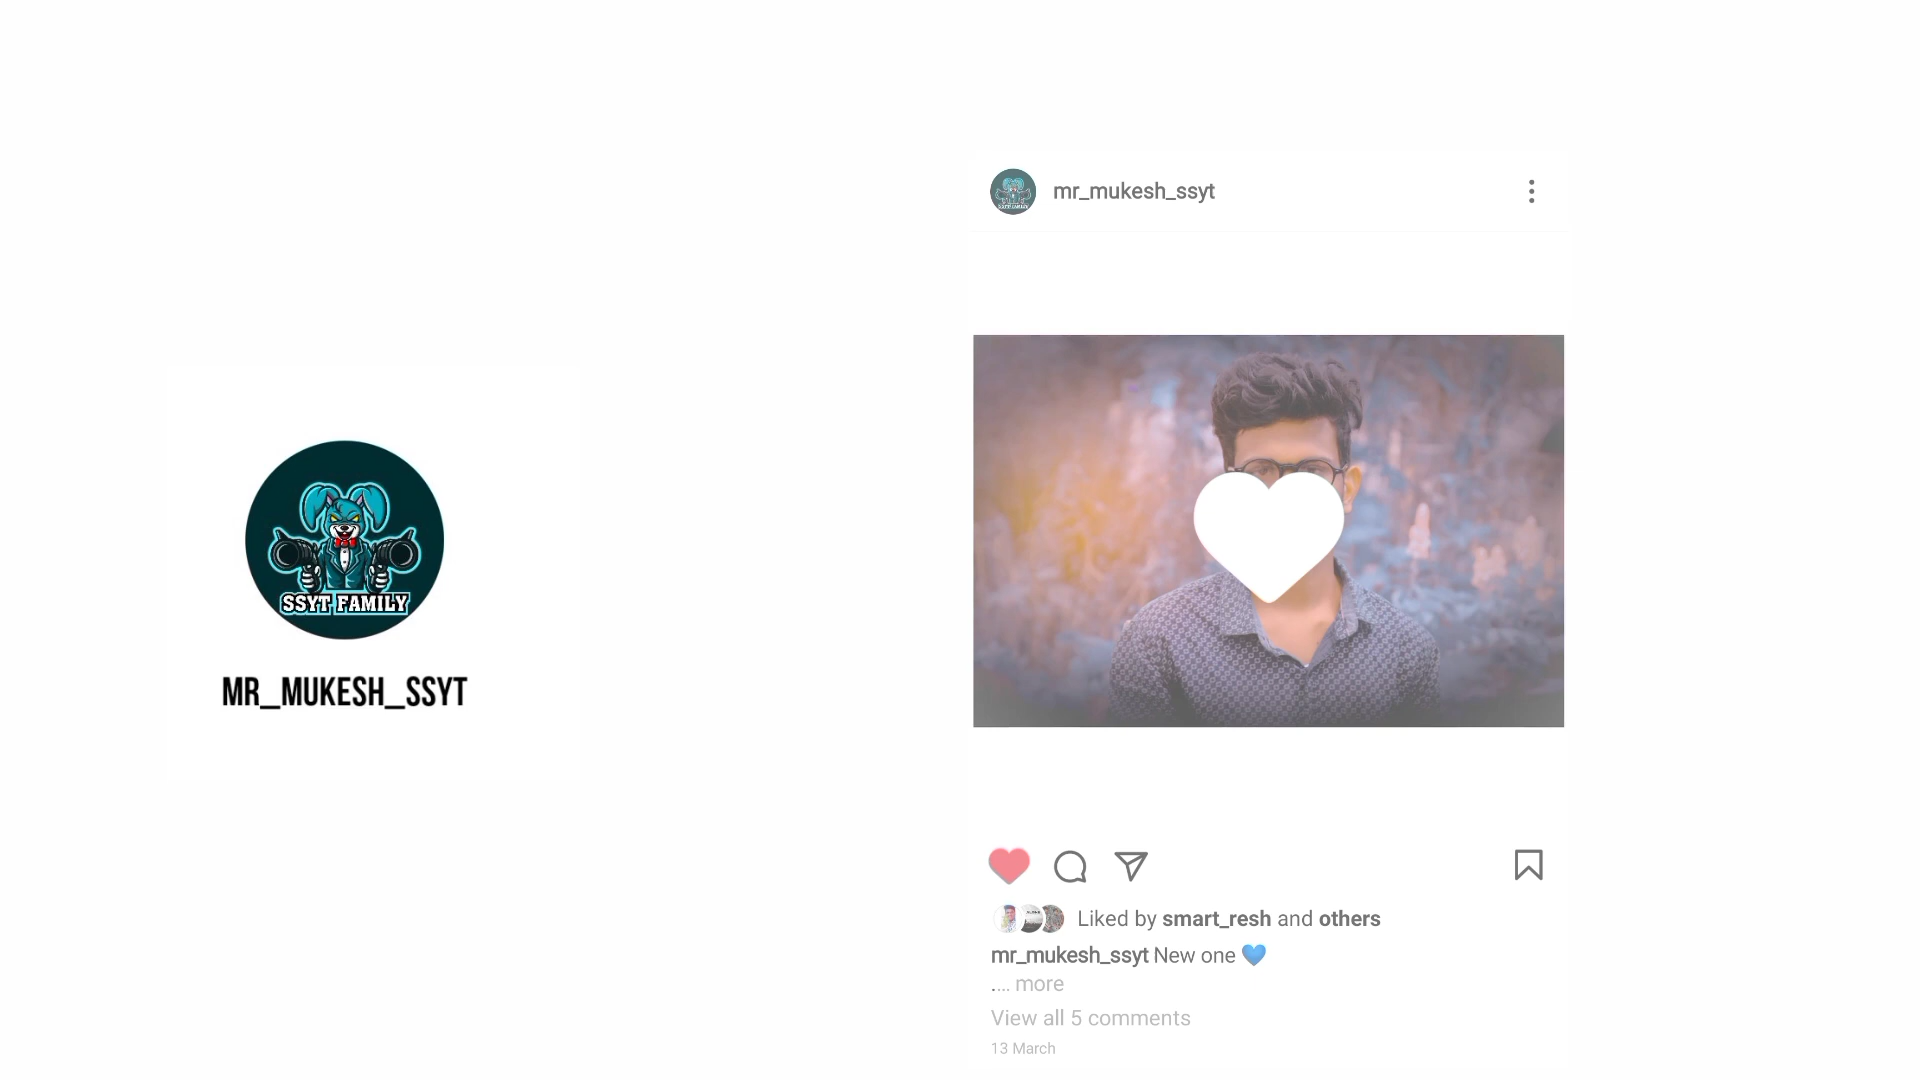 SSYT FAMILY
MR_MUKESH_SSYT
mr_mukesh_ssyt
Liked by smart_resh and others
mr_mukesh_ssyt New one 💙
.... more
View all 5 comments
13 March